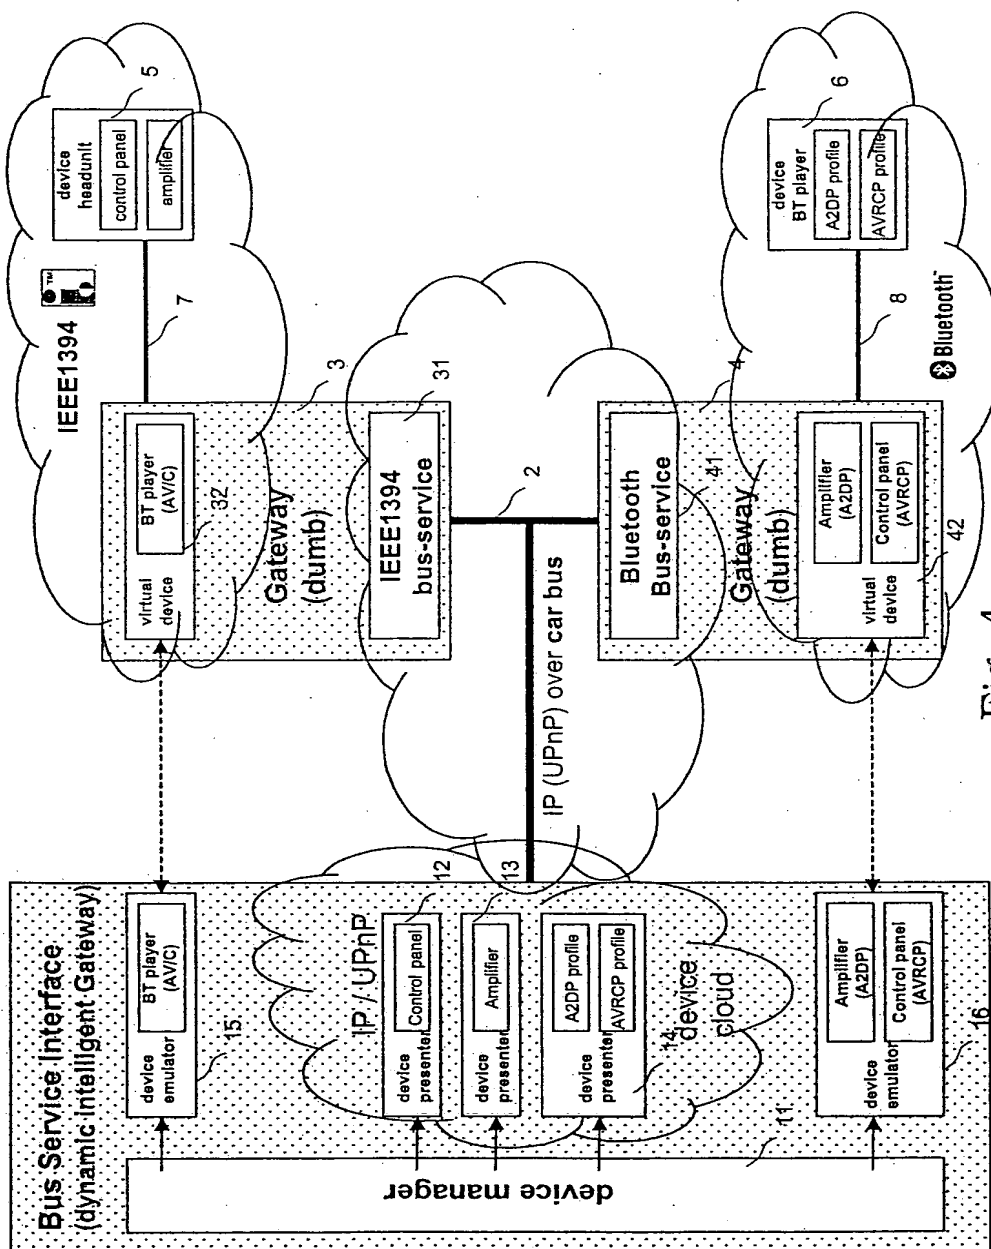 Bus Service Interface
(dynamic Intelligent Gateway)
device manager
11
device
emulator
BT player
(AV/C)
15
IP / UPnP
device
presenter
Control panel
12
device
presenter
Amplifier
13
device
presenter
A2DP profile
AVRCP profile
14
device
cloud
device
emulator
Amplifier
(A2DP)
Control panel
(AVRCP)
16
IP (UPnP) over car bus
2
virtual
device
BT player
(AV/C)
32
Gateway
(dumb)
3
IEEE1394
bus-service
31
Bluetooth
Bus-service
41
Gateway
(dumb)
4
virtual
device
Amplifier
(A2DP)
Control panel
(AVRCP)
42
IEEE1394
TM
7
8
Bluetooth™
device
headunit
control panel
amplifier
5
device
BT player
A2DP profile
AVRCP profile
6
Fig.